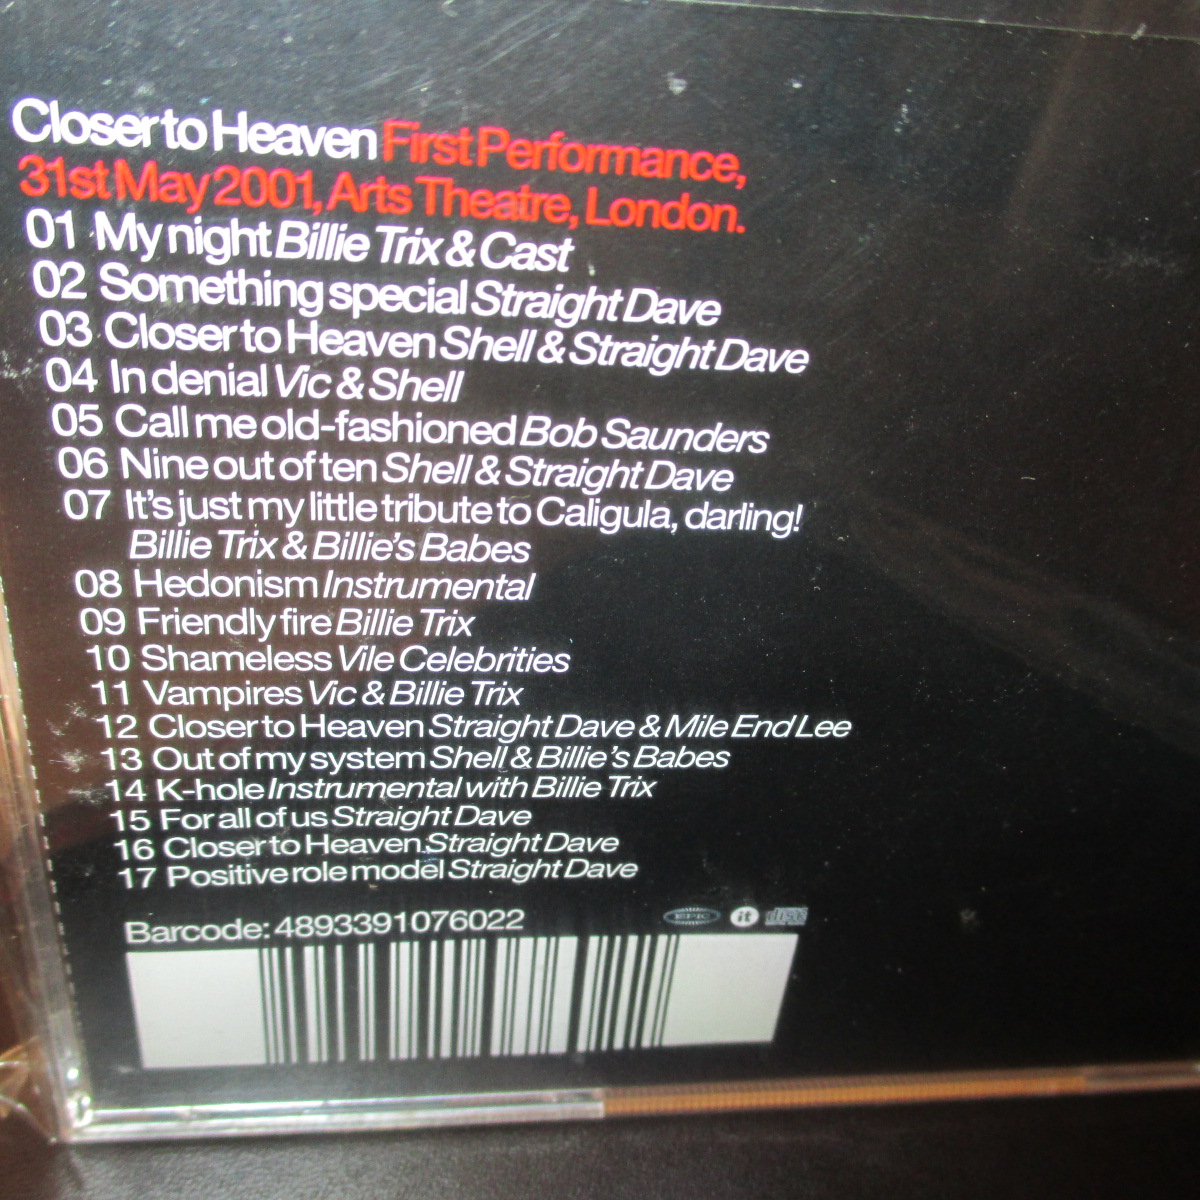 Closer to Heaven First Performance,
31st May 2001, Arts Theatre, London.
01 My night Billie Trix & Cast
02 Something special Straight Dave
03 Closer to Heaven Shell & Straight Dave
04 In denial Vic & Shell
05 Call me old-fashioned Bob Saunders
06 Nine out of ten Shell & Straight Dave
07 It's just my little tribute to Caligula, darling!
Billie Trix & Billie's Babes
08 Hedonism Instrumental
09 Friendly fire Billie Trix
10 Shameless Vile Celebrities
11 Vampires Vic & Billie Trix
12 Closer to Heaven Straight Dave & Mile End Lee
13 Out of my system Shell & Billie's Babes
14 K-hole Instrumental with Billie Trix
15 For all of us Straight Dave
16 Closer to Heaven Straight Dave
17 Positive role model Straight Dave
Barcode: 4893391076022
EPIC it disc